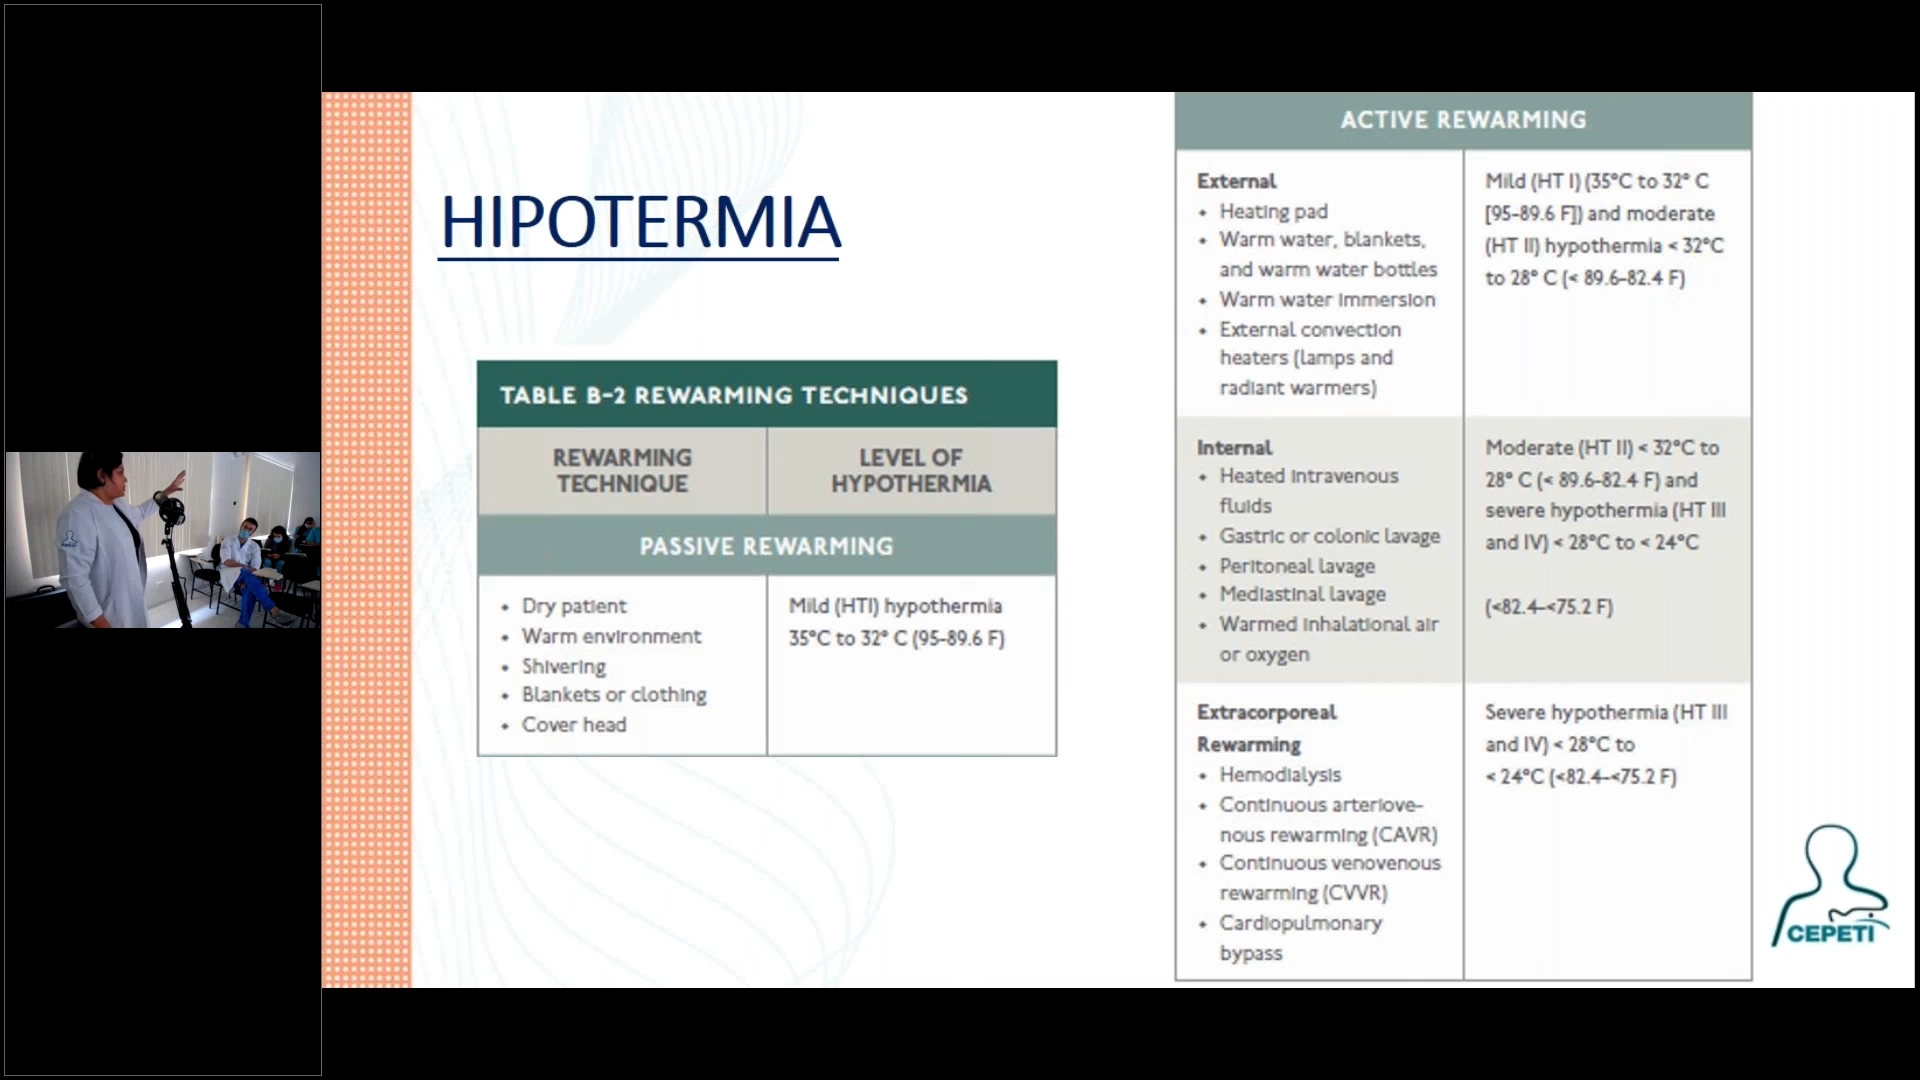 HIPOTERMIA
TABLE B-2 REWARMING TECHNIQUES
REWARMING
TECHNIQUE
LEVEL OF
HYPOTHERMIA
PASSIVE REWARMING
• Dry patient
• Warm environment
• Shivering
• Blankets or clothing
• Cover head
Mild (HTI) hypothermia
35°C to 32° C (95-89.6 F)
ACTIVE REWARMING
External
• Heating pad
• Warm water, blankets,
and warm water bottles
• Warm water immersion
• External convection
heaters (lamps and
radiant warmers)
Mild (HT I) (35°C to 32° C
[95-89.6 F]) and moderate
(HT II) hypothermia < 32°C
to 28° C (< 89.6-82.4 F)
Internal
• Heated intravenous
fluids
• Gastric or colonic lavage
• Peritoneal lavage
• Mediastinal lavage
• Warmed inhalational air
or oxygen
Moderate (HT II) < 32°C to
28° C (< 89.6-82.4 F) and
severe hypothermia (HT III
and IV) < 28°C to < 24°C
(<82.4-<75.2 F)
Extracorporeal
Rewarming
• Hemodialysis
• Continuous arteriove-
nous rewarming (CAVR)
• Continuous venovenous
rewarming (CVVR)
• Cardiopulmonary
bypass
Severe hypothermia (HT III
and IV) < 28°C to
< 24°C (<82.4-<75.2 F)
CEPETI